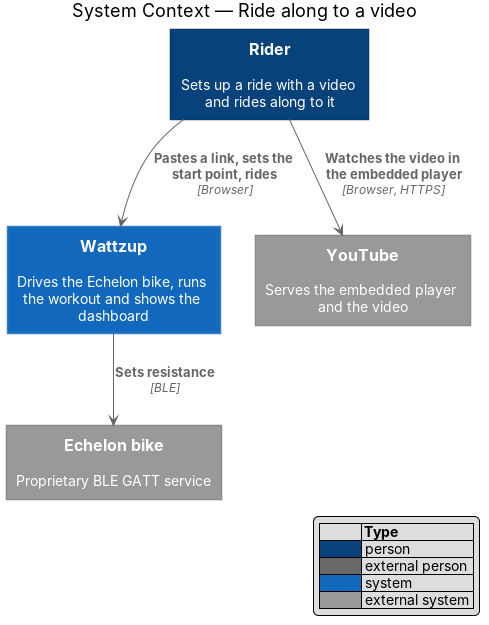 System Context — Ride along to a video
Rider
Sets up a ride with a video
and rides along to it
Pastes a link, sets the
start point, rides
[Browser]
Watches the video in
the embedded player
[Browser, HTTPS]
Wattzup
Drives the Echelon bike, runs
the workout and shows the
dashboard
YouTube
Serves the embedded player
and the video
Sets resistance
[BLE]
Echelon bike
Proprietary BLE GATT service
Type
person
external person
system
external system